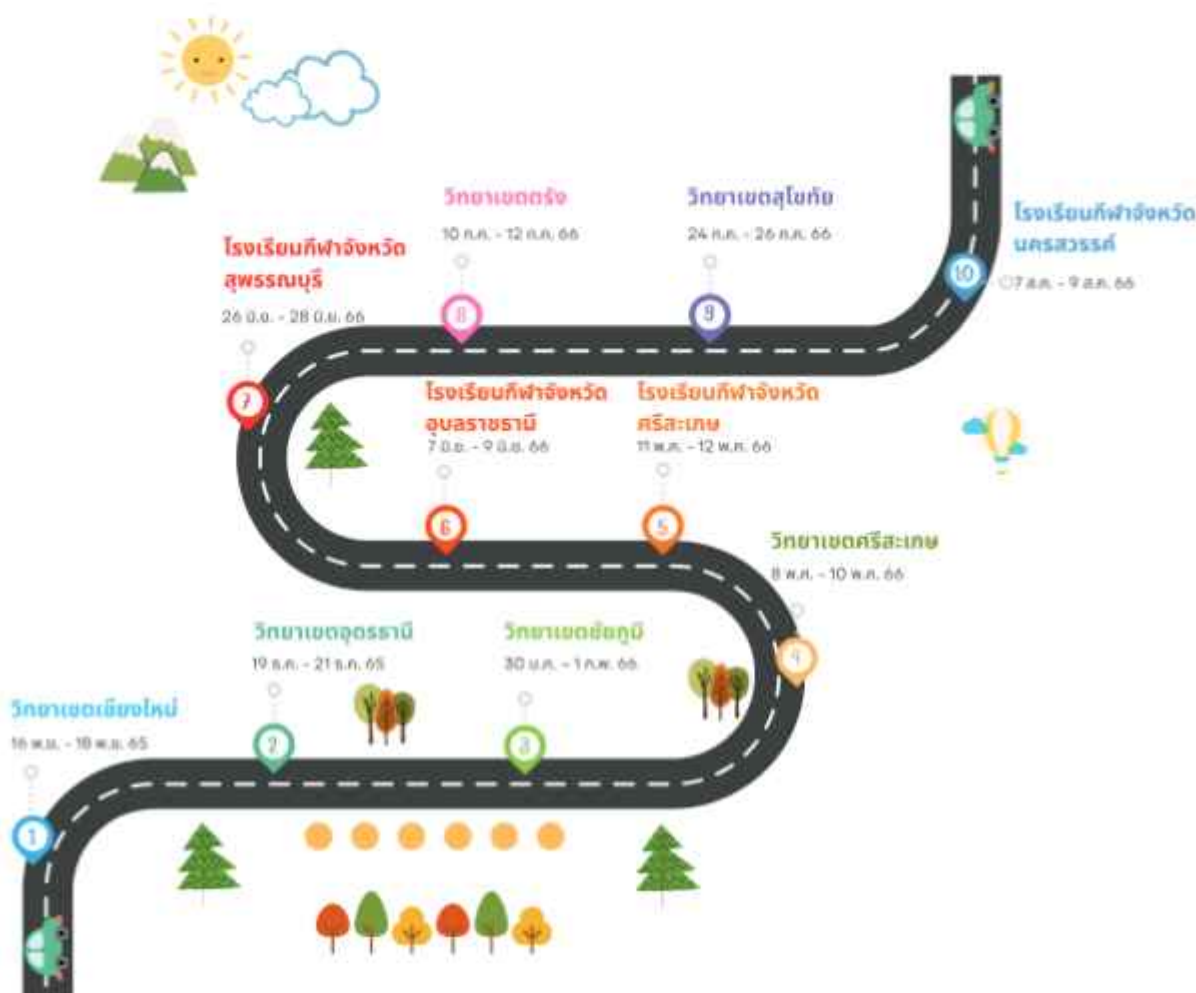 วิทยาเขตตรัง
10 ก.ค. - 12 ก.ค. 66
8
วิทยาเขตสุโขทัย
24 ก.ค. - 26 ก.ค. 66
9
โรงเรียนกีฬาจังหวัด
นครสวรรค์
7 ส.ค. - 9 ส.ค. 66
10
โรงเรียนกีฬาจังหวัด
สุพรรณบุรี
26 มิ.ย. - 28 มิ.ย. 66
7
โรงเรียนกีฬาจังหวัด
อุบลราชธานี
7 มิ.ย. - 9 มิ.ย. 66
6
โรงเรียนกีฬาจังหวัด
ศรีสะเกษ
11 พ.ค. - 12 พ.ค. 66
5
วิทยาเขตศรีสะเกษ
8 พ.ค. - 10 พ.ค. 66
4
วิทยาเขตอุดรธานี
19 ธ.ค. - 21 ธ.ค. 65
2
วิทยาเขตชัยภูมิ
30 ม.ค. - 1 ก.พ. 66
3
วิทยาเขตเชียงใหม่
16 พ.ย. - 18 พ.ย. 65
1